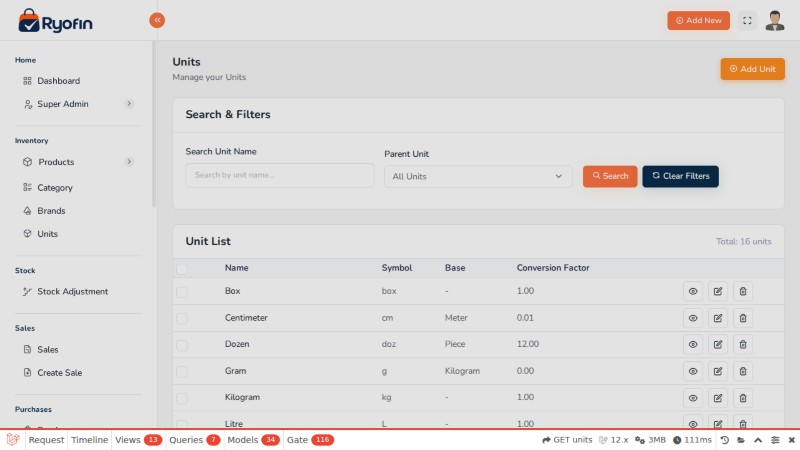 Ryofin
Add New
Home
Dashboard
Super Admin
Inventory
Products
Category
Brands
Units
Stock
Stock Adjustment
Sales
Sales
Create Sale
Purchases
Units
Manage your Units
Add Unit
Search & Filters
Search Unit Name
Parent Unit
Search by unit name...
All Units
Search
Clear Filters
Unit List
Total: 16 units
Name Symbol Base Conversion Factor
Box box - 1.00
Centimeter cm Meter 0.01
Dozen doz Piece 12.00
Gram g Kilogram 0.00
Kilogram kg - 1.00
Litre L - 1.00
Request Timeline Views 13 Queries 7 Models 34 Gate 116 GET units 12.x 3MB 111ms